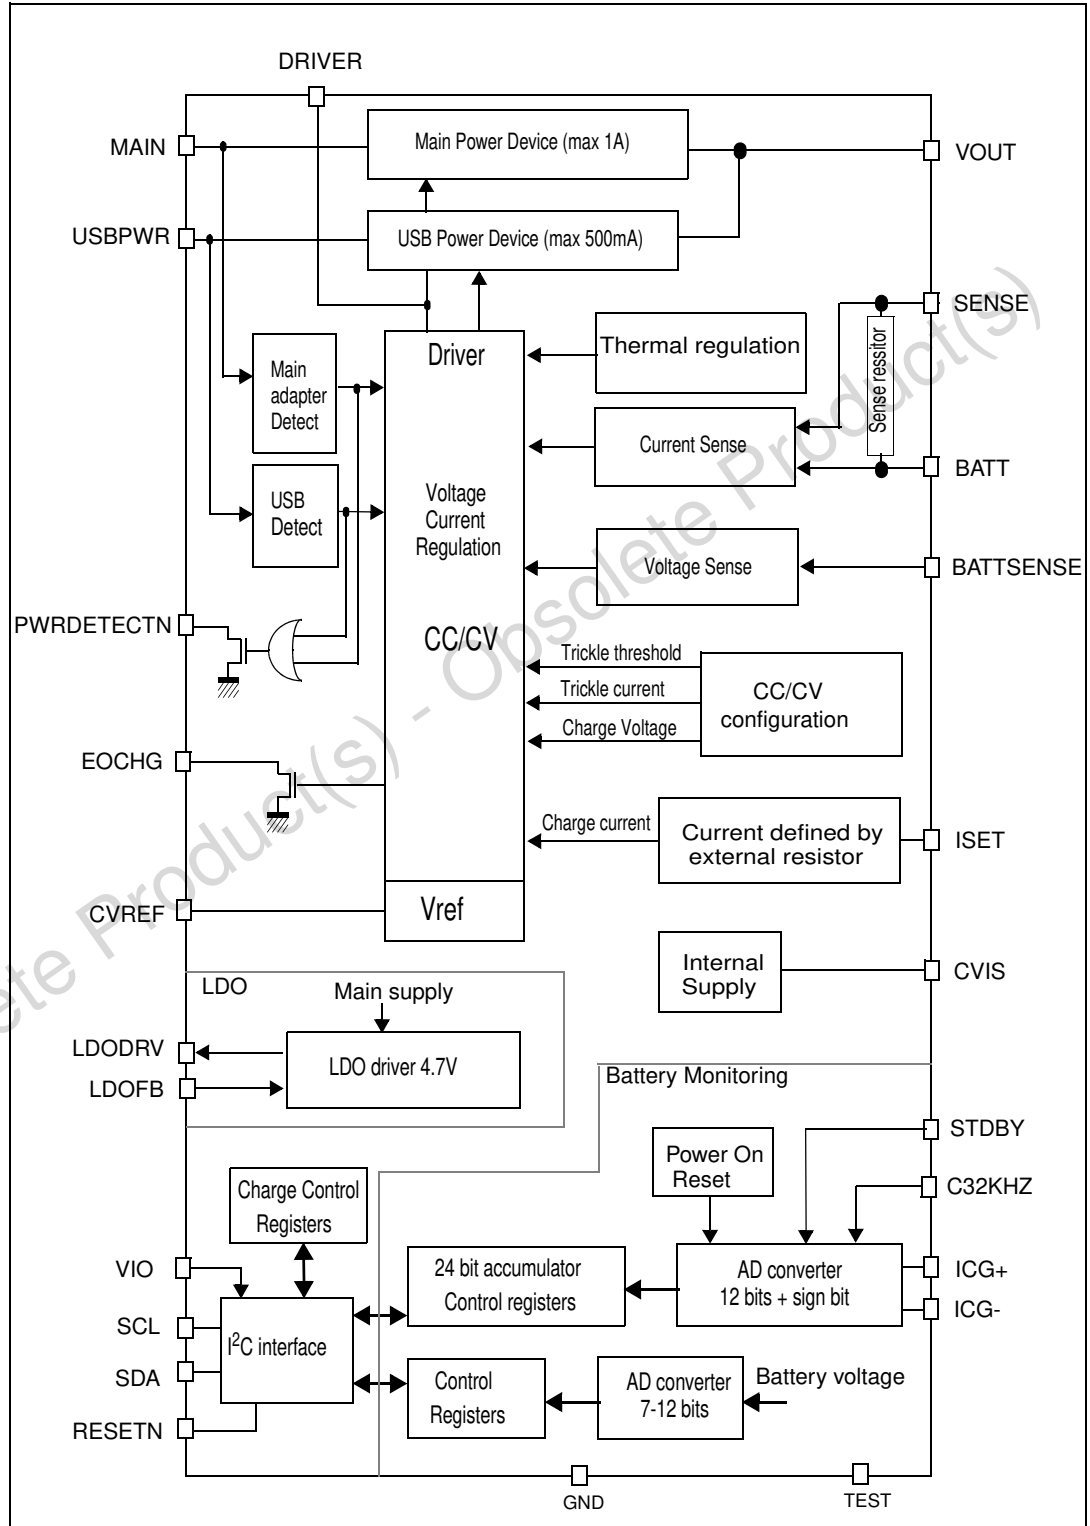 DRIVER
MAIN
Main Power Device (max 1A)
VOUT
USBPWR
USB Power Device (max 500mA)
SENSE
Driver
Thermal regulation
Sense ressitor
Main
adapter
Detect
Current Sense
BATT
USB
Detect
Voltage
Current
Regulation
Voltage Sense
BATTSENSE
PWRDETECTN
CC/CV
Trickle threshold
Trickle current
Charge Voltage
CC/CV
configuration
EOCHG
Charge current
Current defined by
external resistor
ISET
CVREF
Vref
Internal
Supply
CVIS
LDO
Main supply
LDODRV
LDOFB
LDO driver 4.7V
Battery Monitoring
STDBY
Power On
Reset
C32KHZ
Charge Control
Registers
VIO
24 bit accumulator
Control registers
AD converter
12 bits + sign bit
ICG+
ICG-
SCL
I²C interface
SDA
Control
Registers
AD converter
7-12 bits
Battery voltage
RESETN
GND
TEST
ete Product(s) - Obsolete Product(s)